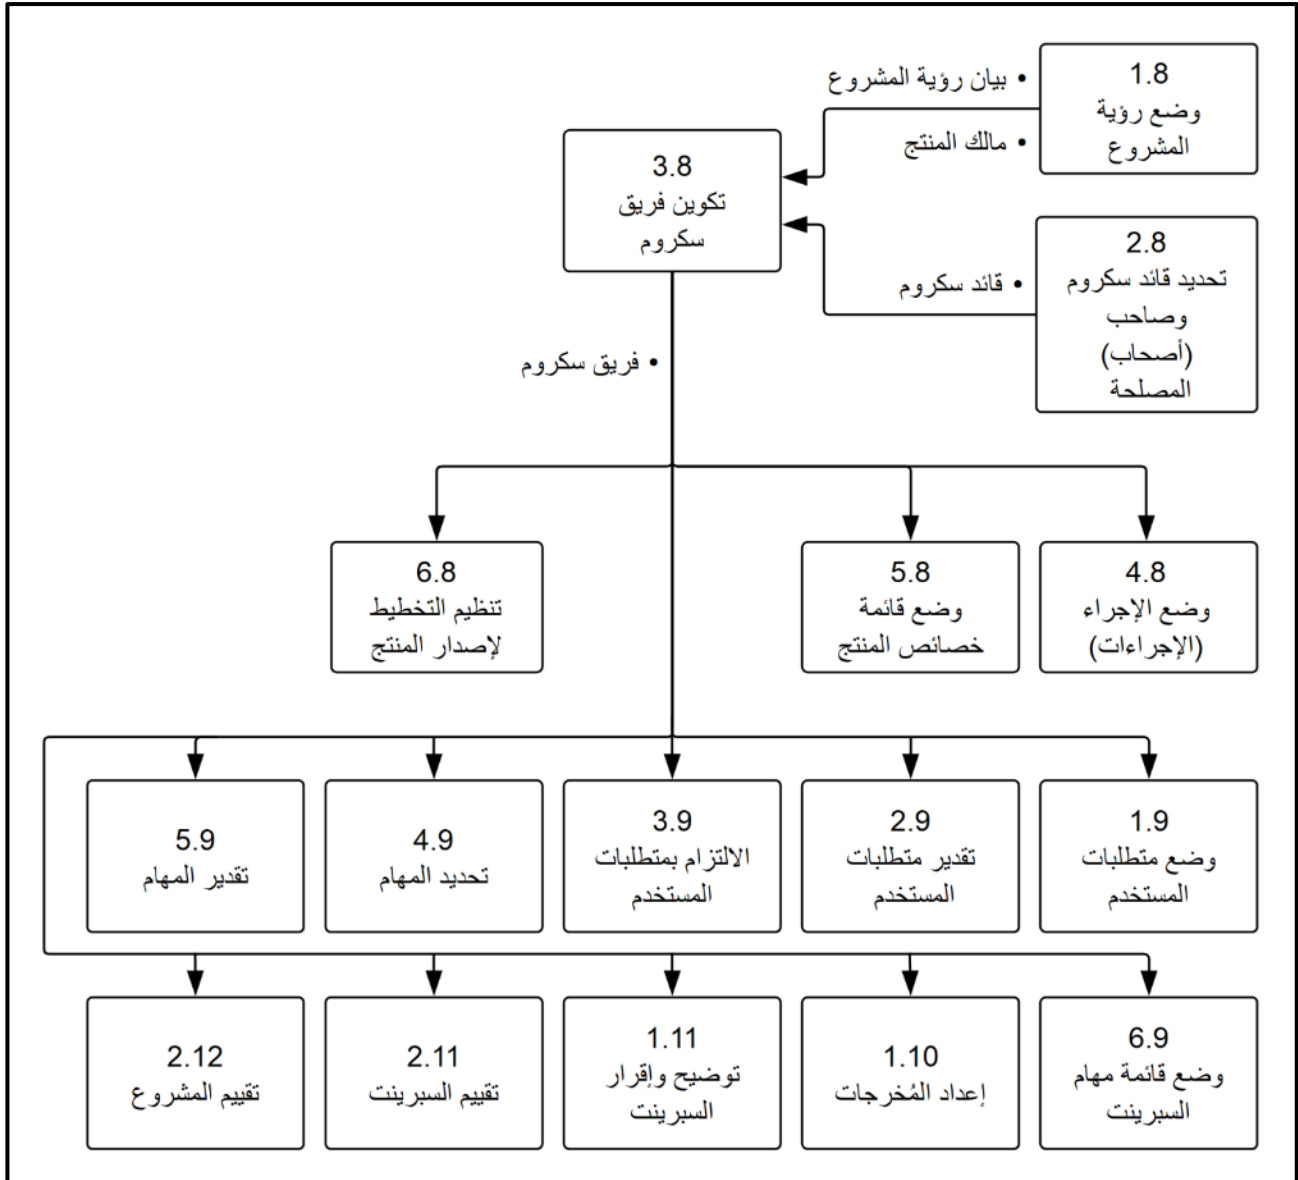 1.8
وضع رؤية
المشروع
• بيان رؤية المشروع
• مالك المنتج
3.8
تكوين فريق
سكروم
2.8
تحديد قائد سكروم
وصاحب
(أصحاب)
المصلحة
• قائد سكروم
• فريق سكروم
4.8
وضع الإجراء
(الإجراءات)
5.8
وضع قائمة
خصائص المنتج
6.8
تنظيم التخطيط
لإصدار المنتج
1.9
وضع متطلبات
المستخدم
2.9
تقدير متطلبات
المستخدم
3.9
الالتزام بمتطلبات
المستخدم
4.9
تحديد المهام
5.9
تقدير المهام
6.9
وضع قائمة مهام
السبرينت
1.10
إعداد المُخرجات
1.11
توضيح وإقرار
السبرينت
2.11
تقييم السبرينت
2.12
تقييم المشروع